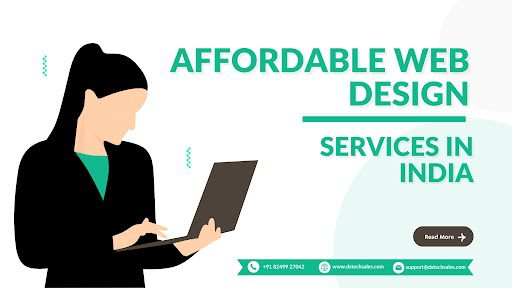 AFFORDABLE WEB
DESIGN
SERVICES IN
INDIA
Read More
+91 82499 27042 www.dstechsales.com support@dstechsales.com